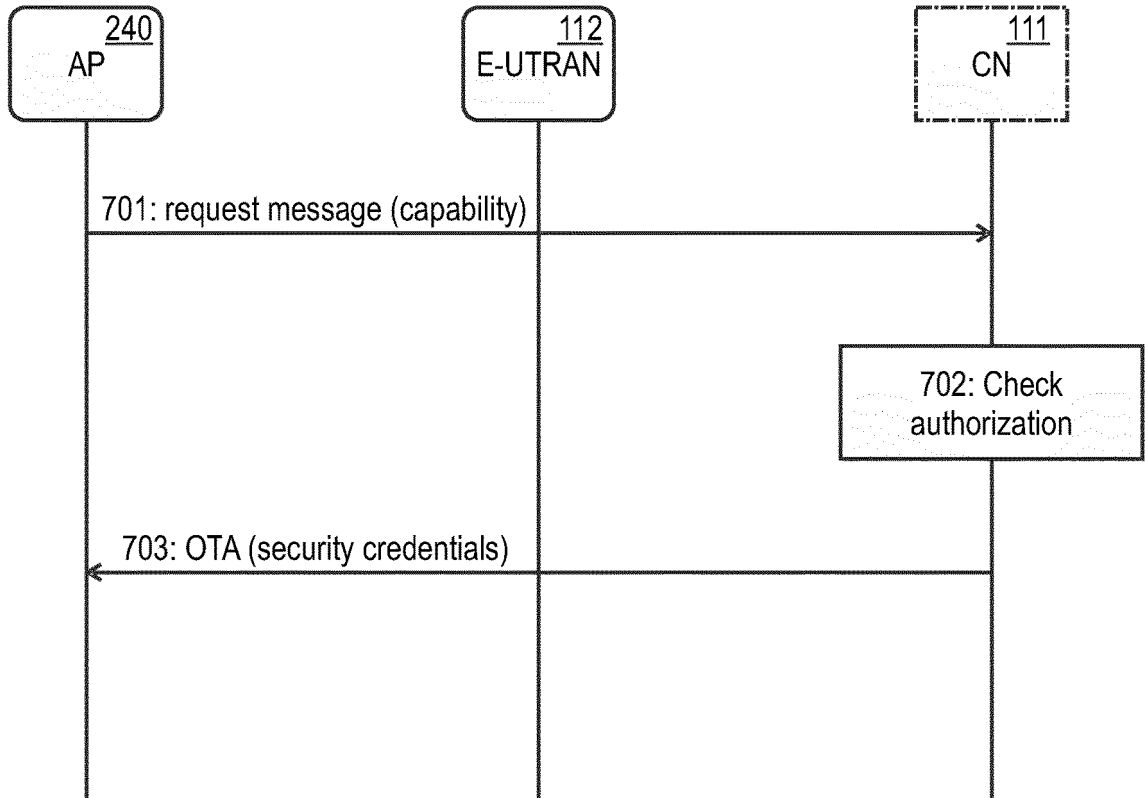 240
AP
112
E-UTRAN
111
CN
701: request message (capability)
702: Check
authorization
703: OTA (security credentials)